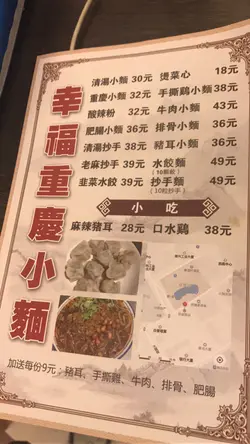 幸福重慶小麵
清湯小麵 30元 燙菜心 18元
重慶小麵 32元 手撕鷄小麵 38元
酸辣粉 32元 牛肉小麵 43元
肥腸小麵 36元 排骨小麵 36元
清湯抄手 38元 豬耳小麵 36元
老麻抄手 39元 水餃麵 49元
(10顆餃)
韭菜水餃 39元 抄手麵 49元
(10粒抄手)
小吃
麻辣豬耳 28元 口水鷄 38元
加送每份9元：豬耳、手撕雞、牛肉、排骨、肥腸